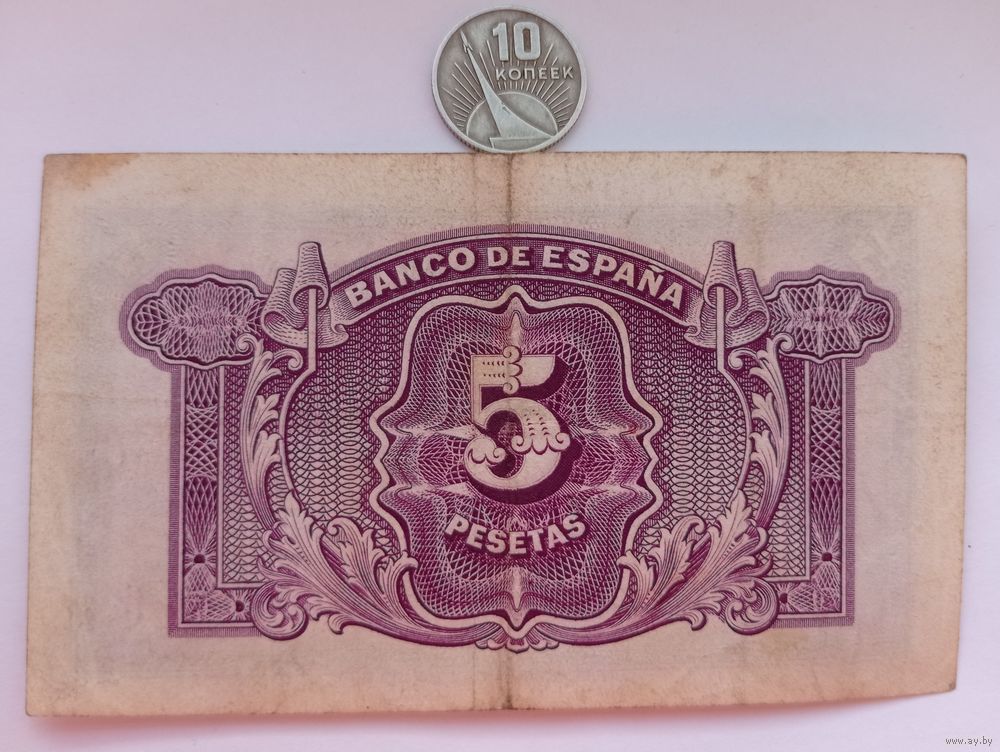 10
КОПЕЕК
BANCO DE ESPAÑA
5
PESETAS
www.ay.by